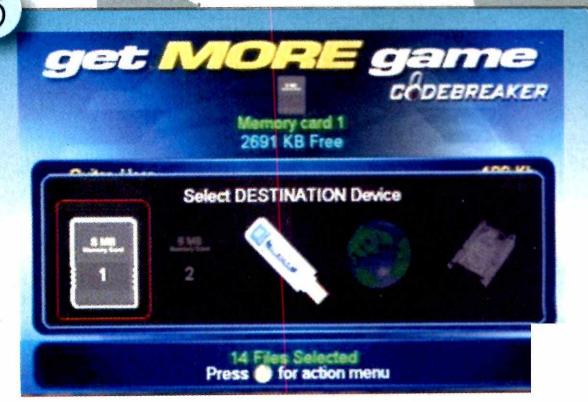 get MORE game
CODEBREAKER
Memory card 1
2691 KB Free
Select DESTINATION Device
8 MB
Memory Card
1
8 MB
Memory Card
2
14 Files Selected
Press for action menu